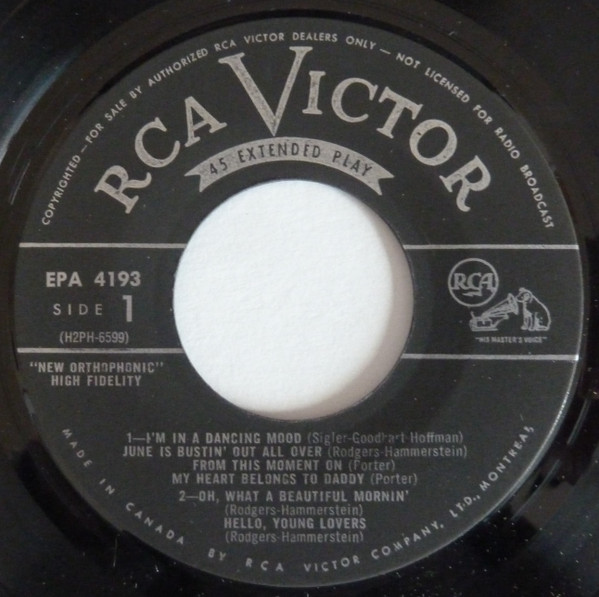 COPYRIGHTED — FOR SALE BY AUTHORIZED RCA VICTOR DEALERS ONLY — NOT LICENSED FOR RADIO BROADCAST
RCA VICTOR
45 EXTENDED PLAY
EPA 4193
SIDE 1
(H2PH-6599)
RCA
"HIS MASTER'S VOICE"
"NEW ORTHOPHONIC"
HIGH FIDELITY
1—I'M IN A DANCING MOOD (Sigler-Goodhart-Hoffman)
JUNE IS BUSTIN' OUT ALL OVER (Rodgers-Hammerstein)
FROM THIS MOMENT ON (Porter)
MY HEART BELONGS TO DADDY (Porter)
2—OH, WHAT A BEAUTIFUL MORNIN'
(Rodgers-Hammerstein)
HELLO, YOUNG LOVERS
(Rodgers-Hammerstein)
MADE IN CANADA BY RCA VICTOR COMPANY, LTD., MONTREAL